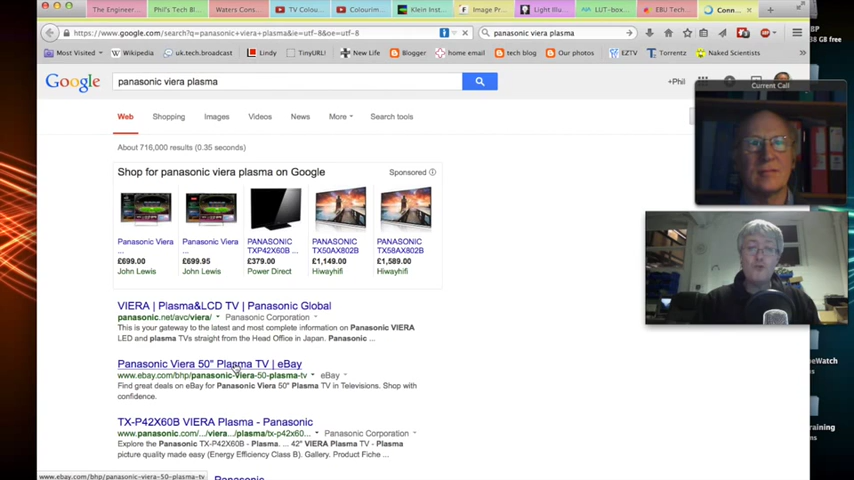 The Engineer...
Phil's Tech Bl...
Waters Cons...
TV Colou...
Colourim...
Klein Inst...
Image Pr...
Light Illu...
LUT-box...
EBU Tech...
Conn...
https://www.google.com/search?q=panasonic+viera+plasma&ie=utf-8&oe=utf-8
panasonic viera plasma
Most Visited
Wikipedia
uk.tech.broadcast
Lindy
TinyURL!
New Life
Blogger
home email
tech blog
Our photos
EZTV
Torrentz
Naked Scientists
BP
38 GB free
Google
panasonic viera plasma
+Phil
Web
Shopping
Images
Videos
News
More
Search tools
Current Call
About 716,000 results (0.35 seconds)
Shop for panasonic viera plasma on Google
Sponsored
Panasonic Viera
...
£699.00
John Lewis
Panasonic Viera
...
£699.95
John Lewis
PANASONIC
TXP42X60B ...
£379.00
Power Direct
PANASONIC
TX50AX802B
£1,149.00
Hiwayhifi
PANASONIC
TX58AX802B
£1,589.00
Hiwayhifi
VIERA | Plasma&LCD TV | Panasonic Global
panasonic.net/avc/viera/
Panasonic Corporation
This is your gateway to the latest and most complete information on Panasonic VIERA
LED and plasma TVs straight from the Head Office in Japan. Panasonic ...
Panasonic Viera 50" Plasma TV | eBay
www.ebay.com/bhp/panasonic-viera-50-plasma-tv
eBay
Find great deals on eBay for Panasonic Viera 50" Plasma TV in Televisions. Shop with
confidence.
TX-P42X60B VIERA Plasma - Panasonic
www.panasonic.com/.../viera.../plasma/tx-p42x60...
Panasonic Corporation
Explore the Panasonic TX-P42X60B - Plasma. ... 42" VIERA Plasma TV - Plasma
picture quality made easy (Energy Efficiency Class B). Gallery. Product Fiche ...
Panasonic
www.ebay.com/bhp/panasonic-viera-50-plasma-tv
eWatch
raining